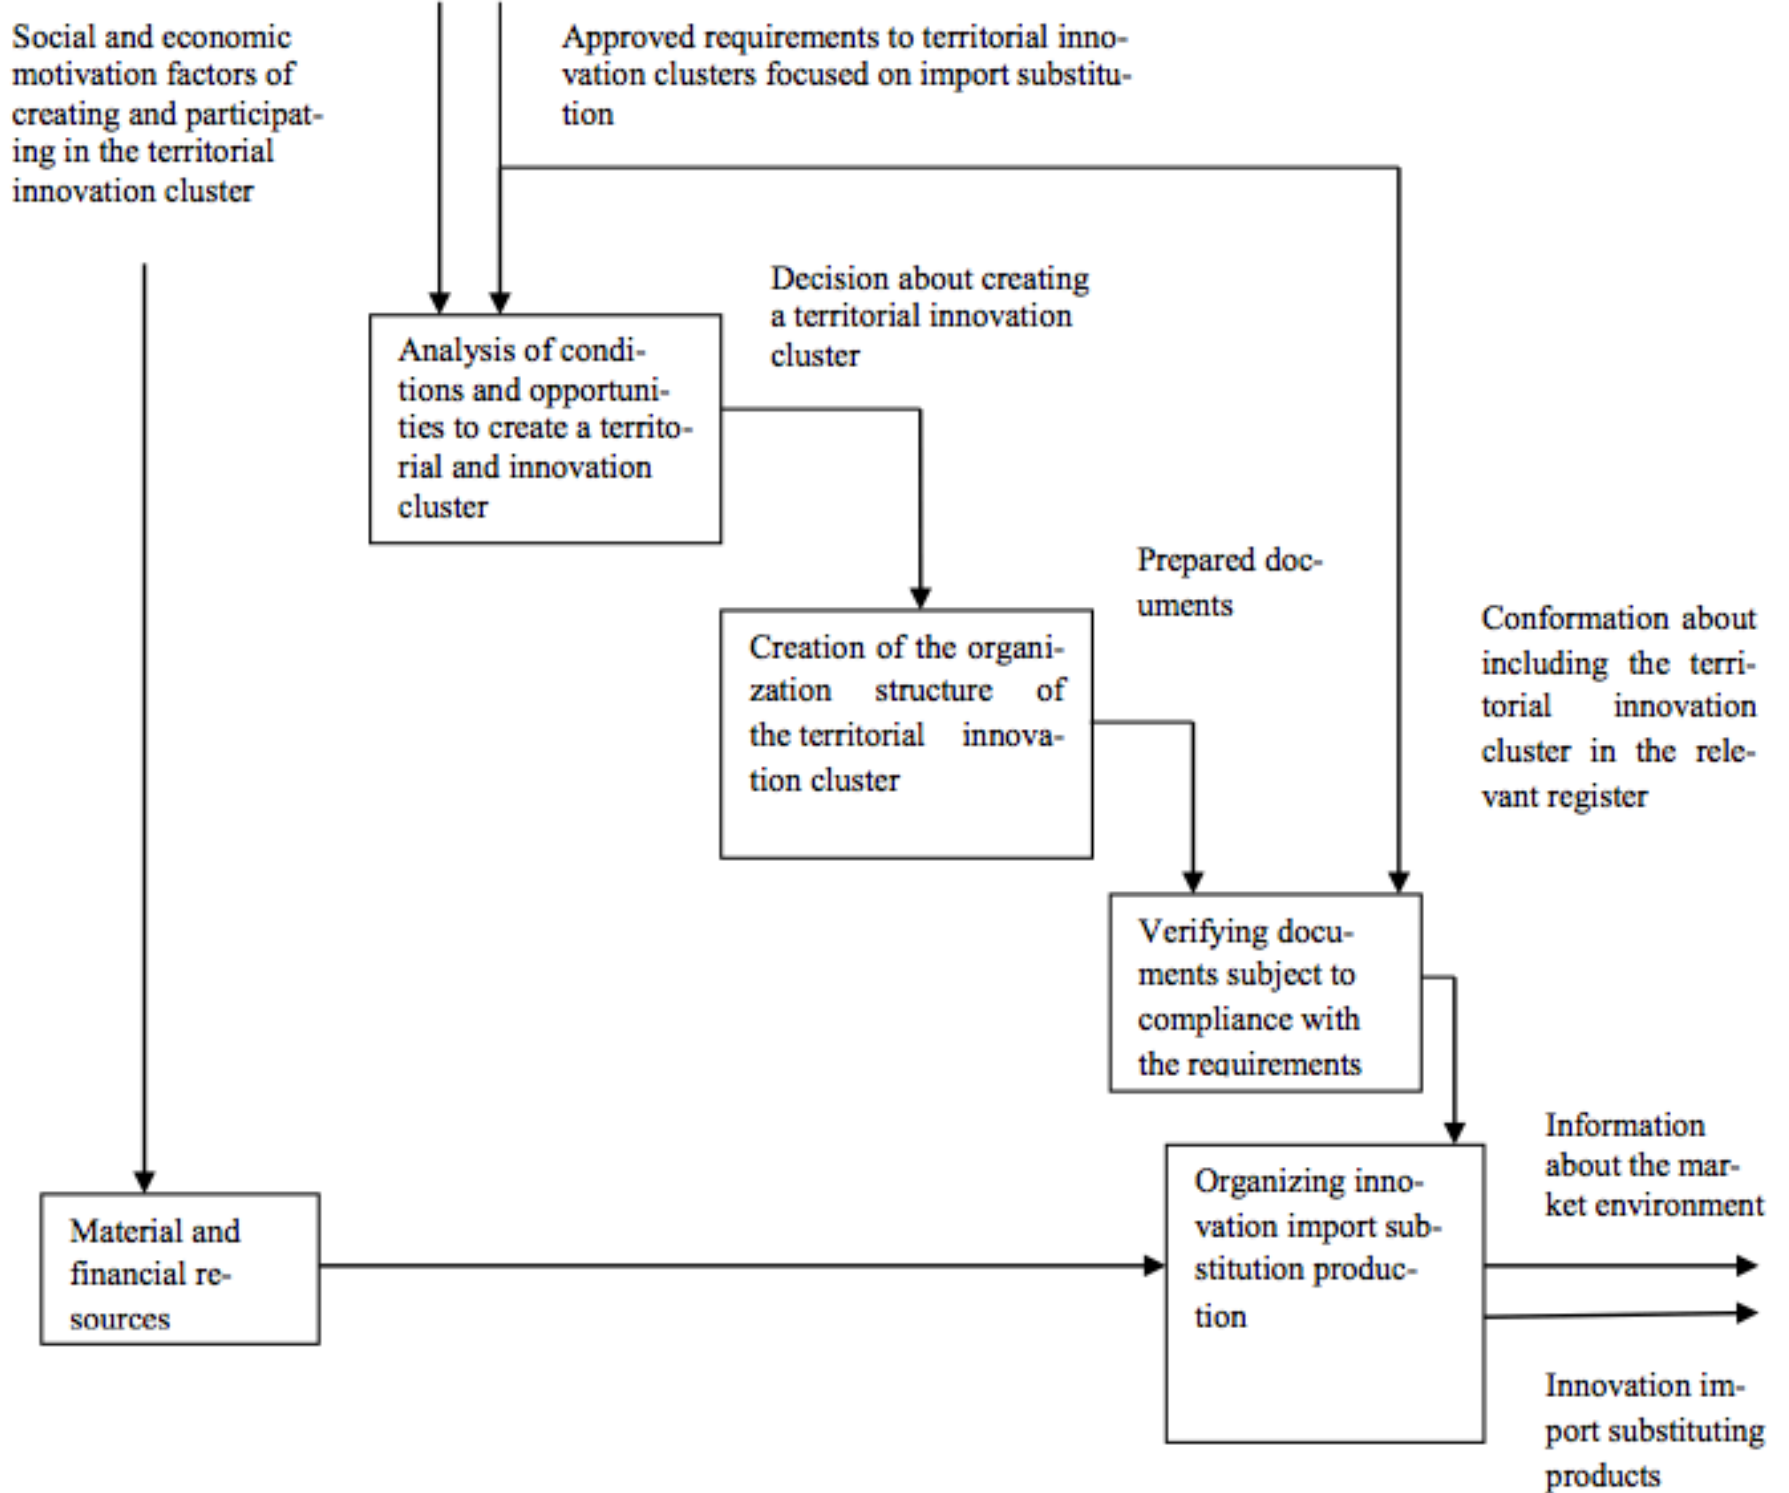 Social and economic
motivation factors of
creating and participat-
ing in the territorial
innovation cluster
Approved requirements to territorial inno-
vation clusters focused on import substitu-
tion
Decision about creating
a territorial innovation
cluster
Analysis of condi-
tions and opportuni-
ties to create a territo-
rial and innovation
cluster
Prepared doc-
uments
Creation of the organi-
zation structure of
the territorial innova-
tion cluster
Conformation about
including the terri-
torial innovation
cluster in the rele-
vant register
Verifying docu-
ments subject to
compliance with
the requirements
Material and
financial re-
sources
Organizing inno-
vation import sub-
stitution produc-
tion
Information
about the mar-
ket environment
Innovation im-
port substituting
products